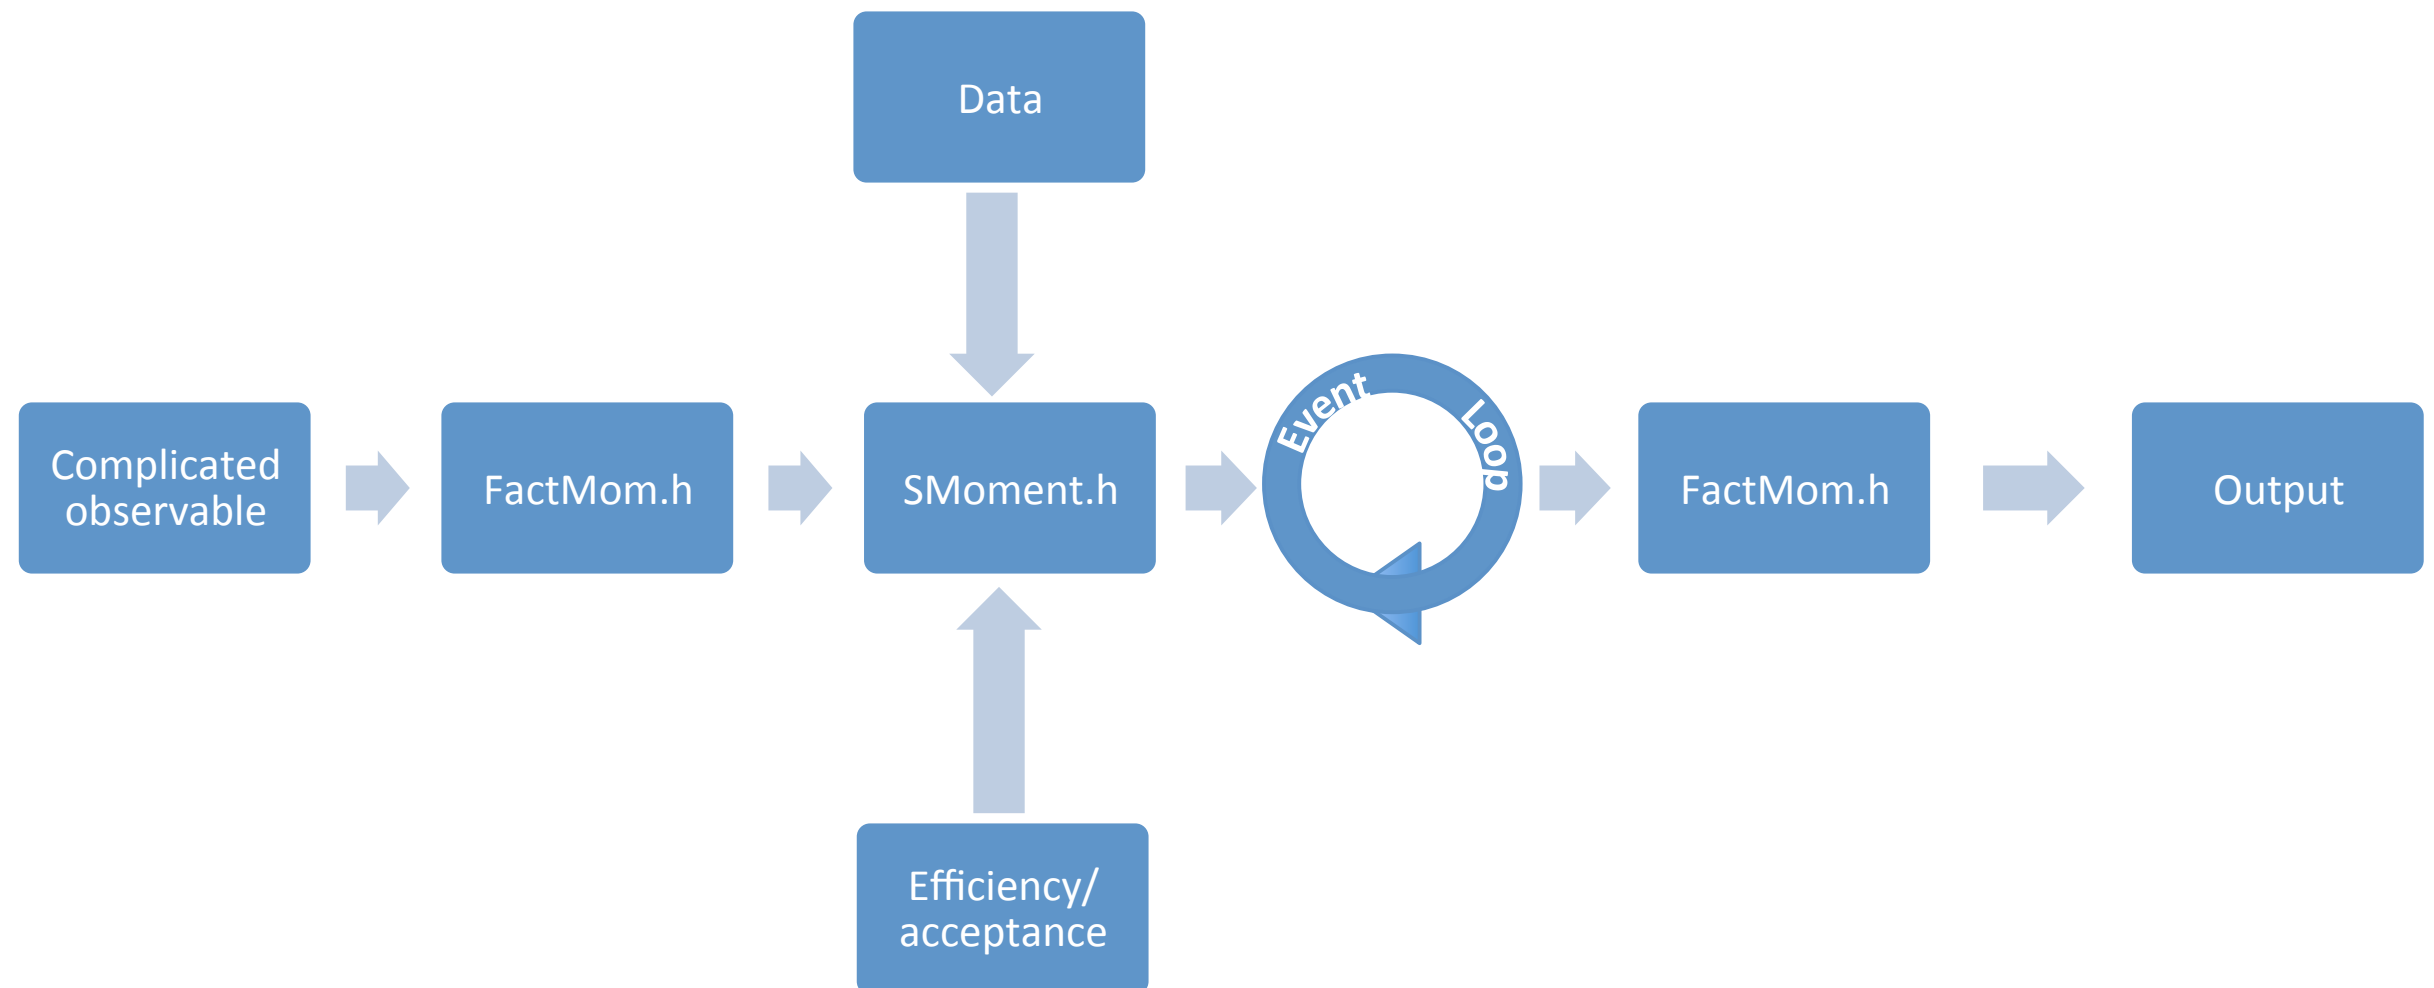 Data
Complicated
observable
FactMom.h
SMoment.h
Event Loop
FactMom.h
Output
Efficiency/
acceptance